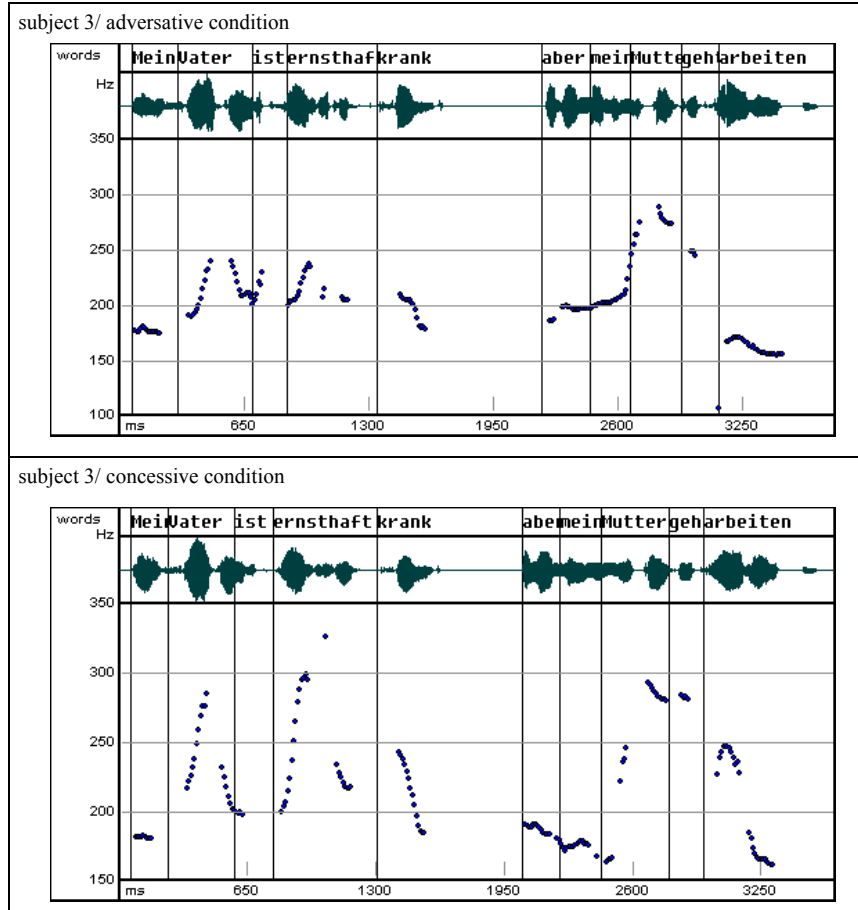 subject 3/ adversative condition
words Mein Vater ist ernsthaf krank aber mein Mutte geht arbeiten
Hz
350
300
250
200
150
100
ms 650 1300 1950 2600 3250
subject 3/ concessive condition
words Mein Vater ist ernsthaft krank aber mein Mutter geh arbeiten
Hz
350
300
250
200
150
ms 650 1300 1950 2600 3250